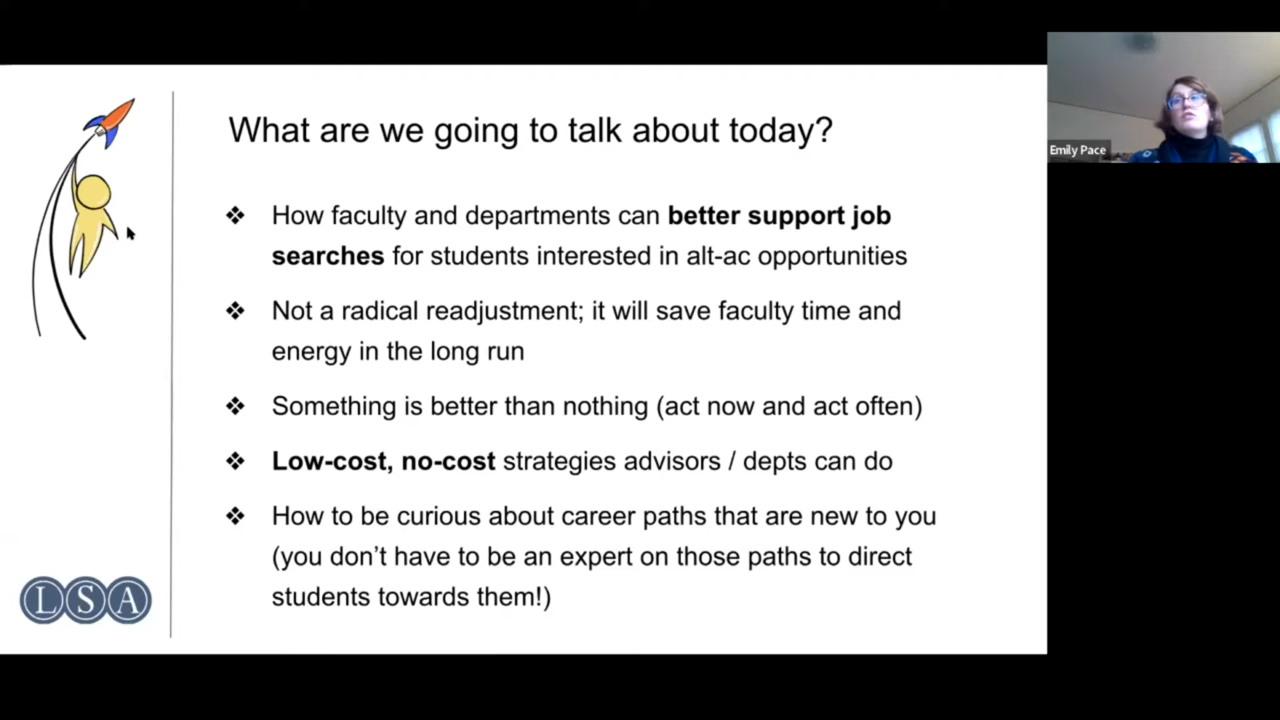 What are we going to talk about today?
❖ How faculty and departments can better support job
searches for students interested in alt-ac opportunities
❖ Not a radical readjustment; it will save faculty time and
energy in the long run
❖ Something is better than nothing (act now and act often)
❖ Low-cost, no-cost strategies advisors / depts can do
❖ How to be curious about career paths that are new to you
(you don’t have to be an expert on those paths to direct
students towards them!)
LSA
Emily Pace